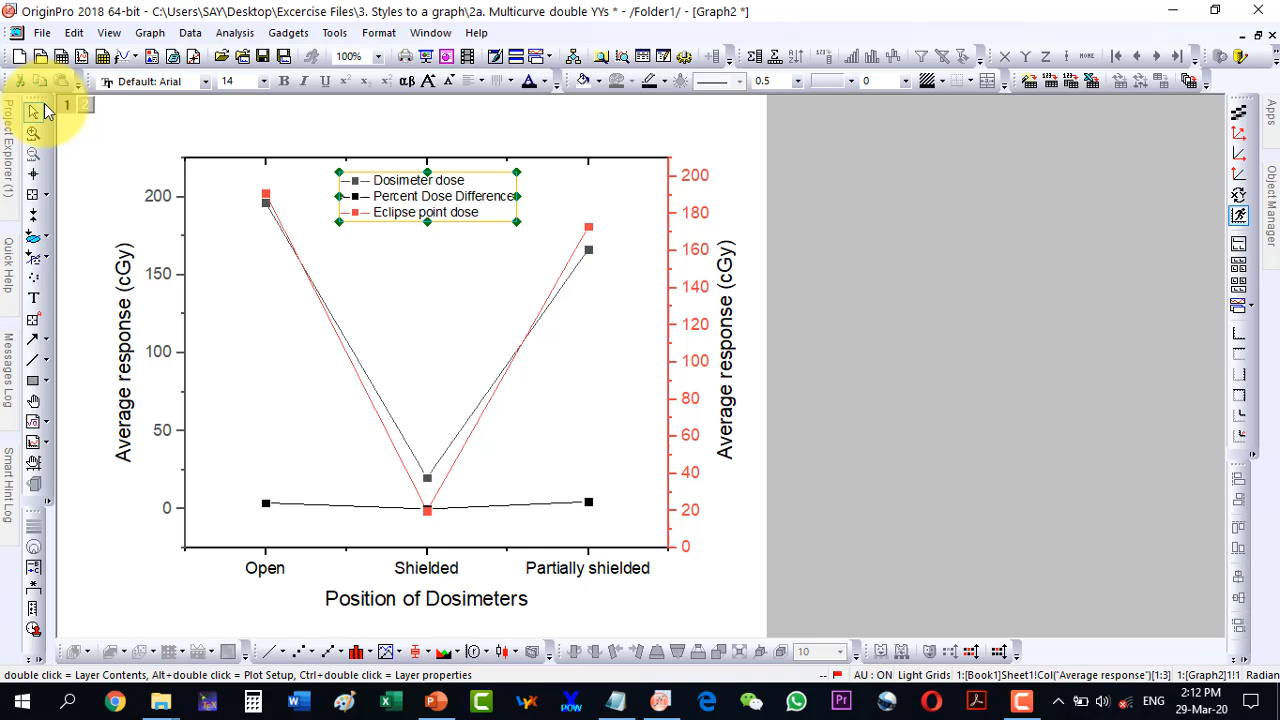 OriginPro 2018 64-bit - C:\Users\SAY\Desktop\Excercise Files\3. Styles to a graph\2a. Multicurve double YYs * - /Folder1/ - [Graph2 *]
File Edit View Graph Data Analysis Gadgets Tools Format Window Help
100%
Default: Arial 14 B I U αβ A 0.5 0
Project Explorer (1)
Quick Help
Messages Log
Smart Hint Log
Apps
Object Manager
1 2
Dosimeter dose
Percent Dose Difference
Eclipse point dose
200
150
100
50
0
Average response (cGy)
200
180
160
140
120
100
80
60
40
20
0
Average response (cGy)
Open Shielded Partially shielded
Position of Dosimeters
10
double click = Layer Contents, Alt+double click = Plot Setup, Ctrl+double click = Layer properties
-- AU : ON Light Grids 1:[Book1]Sheet1!Col("Average response")[1:3] 1:[Graph2]1!1 Radian
ENG
2:12 PM
29-Mar-20